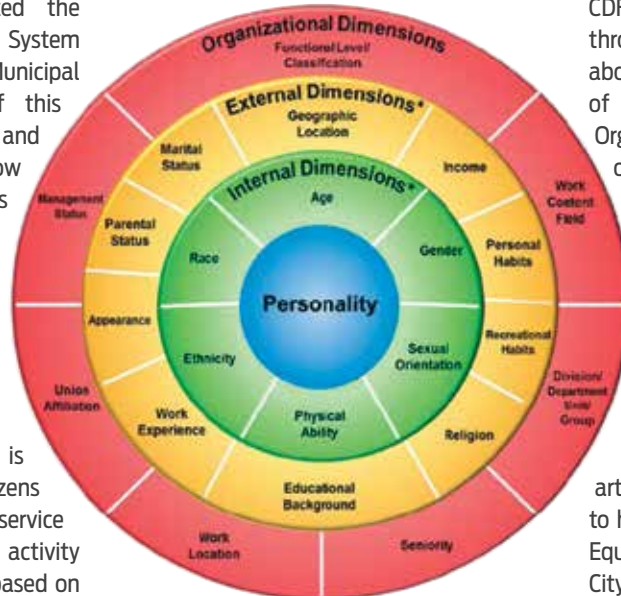 ted the
System
Municipal
f this
and
ow
s
is
zens
service
activity
based on
Organizational Dimensions
Functional Level/
Classification
External Dimensions*
Geographic
Location
Internal Dimensions*
Age
Marital
Status
Income
Management
Status
Work
Content
Field
Parental
Status
Personal
Habits
Race
Gender
Personality
Appearance
Recreational
Habits
Ethnicity
Sexual
Orientation
Union
Affiliation
Division/
Department
Unit/
Group
Work
Experience
Physical
Ability
Religion
Educational
Background
Work
Location
Seniority
CDF
thro
abo
of
Org
c
art
to h
Equ
City